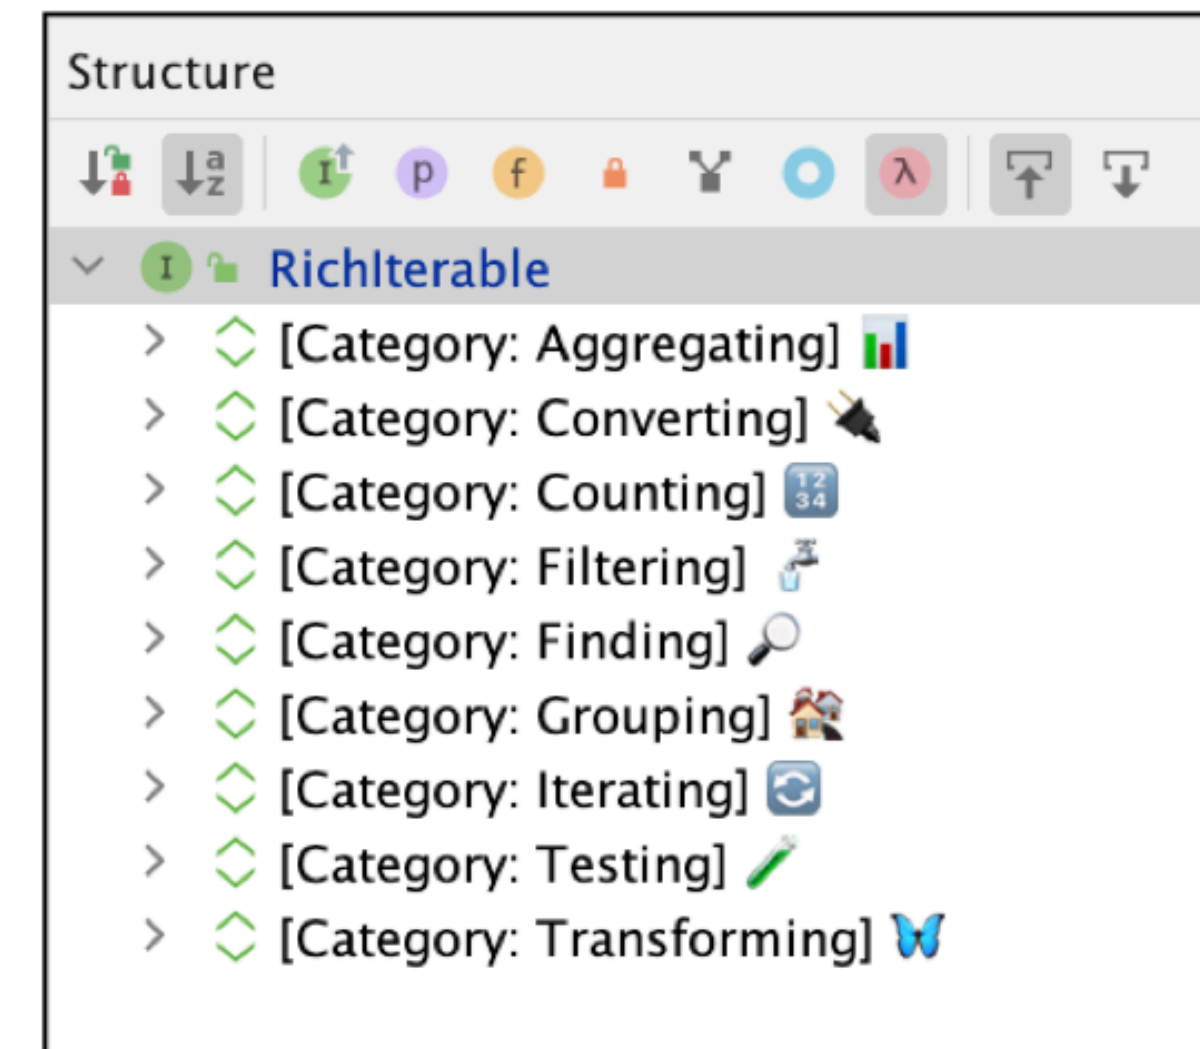 Structure
a z I p f λ
I RichIterable
[Category: Aggregating] 📊
[Category: Converting] 🔌
[Category: Counting] 🔢
[Category: Filtering] 🚰
[Category: Finding] 🔎
[Category: Grouping] 🏘
[Category: Iterating] 🔄
[Category: Testing] 🧪
[Category: Transforming] 🦋